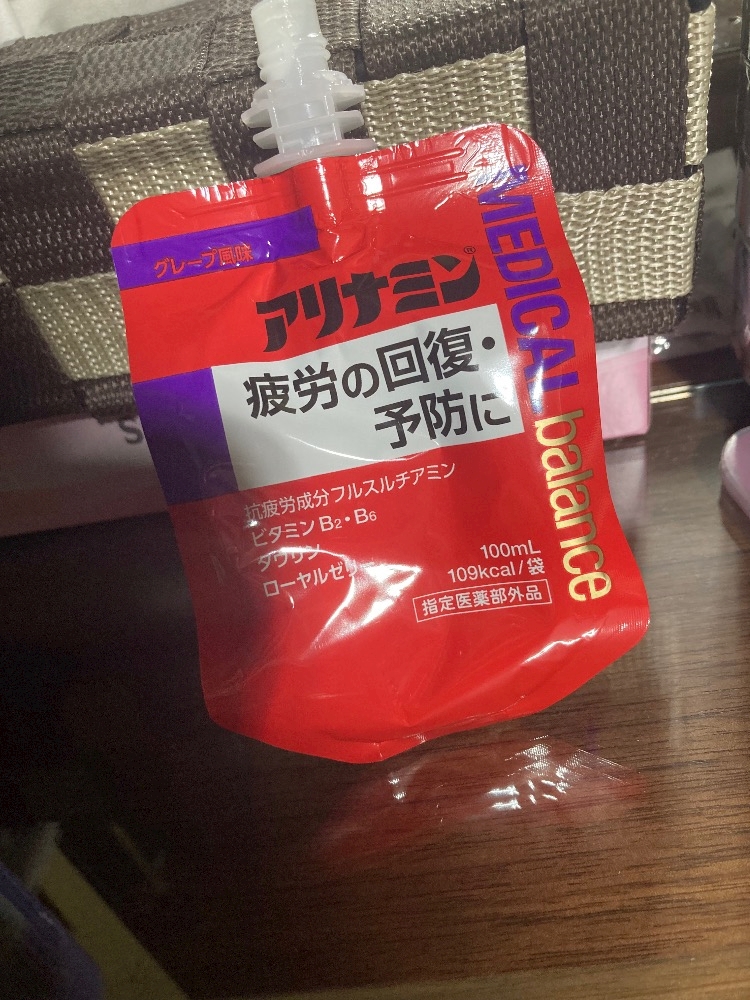 グレープ風味
アリナミン®
疲労の回復・
予防に
抗疲労成分フルスルチアミン
ビタミンB₂・B₆
タウリン
ローヤルゼリー
100mL
109kcal/袋
指定医薬部外品
MEDICAL balance